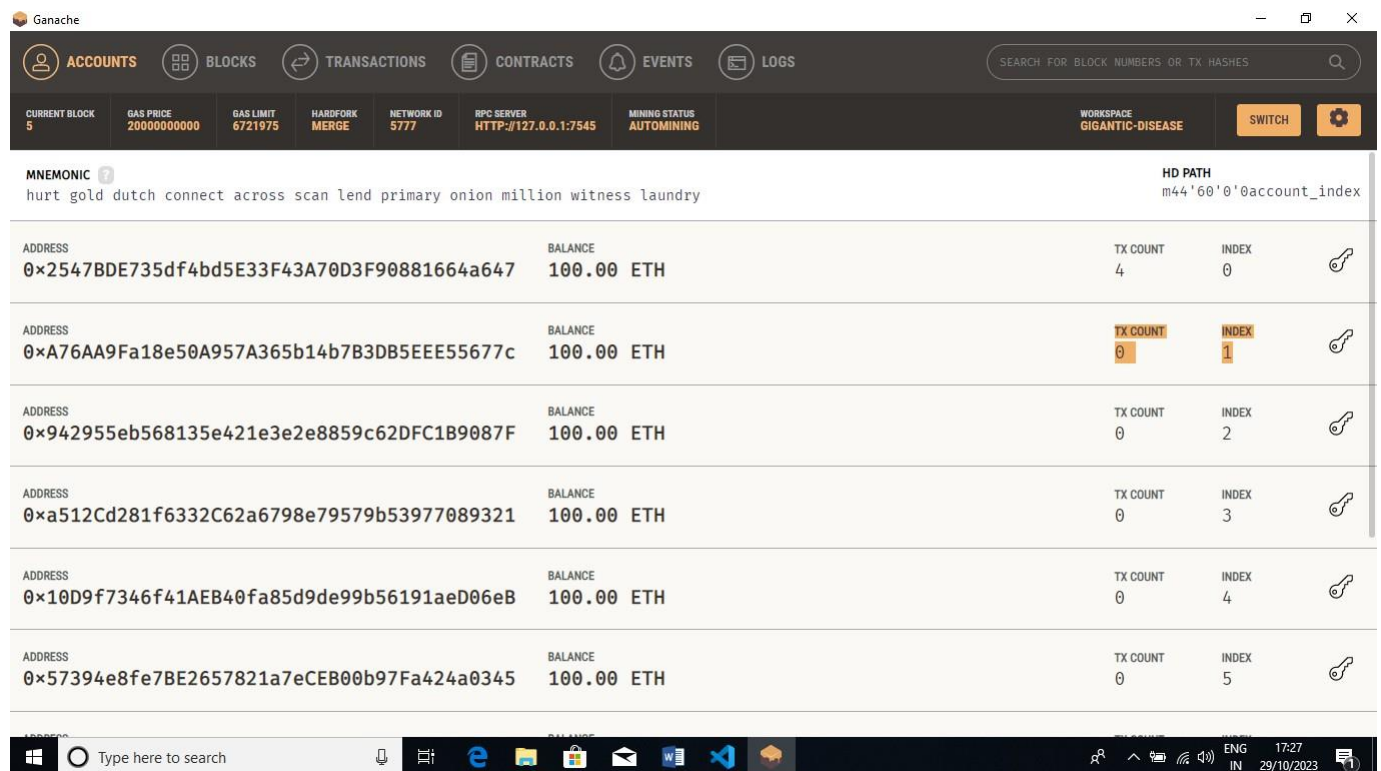 Ganache
ACCOUNTS BLOCKS TRANSACTIONS CONTRACTS EVENTS LOGS SEARCH FOR BLOCK NUMBERS OR TX HASHES
CURRENT BLOCK GAS PRICE GAS LIMIT HARDFORK NETWORK ID RPC SERVER MINING STATUS WORKSPACE
5 20000000000 6721975 MERGE 5777 HTTP://127.0.0.1:7545 AUTOMINING GIGANTIC-DISEASE SWITCH
MNEMONIC ? HD PATH
hurt gold dutch connect across scan lend primary onion million witness laundry m44'60'0'0account_index
ADDRESS BALANCE TX COUNT INDEX
0×2547BDE735df4bd5E33F43A70D3F90881664a647 100.00 ETH 4 0
ADDRESS BALANCE TX COUNT INDEX
0×A76AA9Fa18e50A957A365b14b7B3DB5EEE55677c 100.00 ETH 0 1
ADDRESS BALANCE TX COUNT INDEX
0×942955eb568135e421e3e2e8859c62DFC1B9087F 100.00 ETH 0 2
ADDRESS BALANCE TX COUNT INDEX
0×a512Cd281f6332C62a6798e79579b53977089321 100.00 ETH 0 3
ADDRESS BALANCE TX COUNT INDEX
0×10D9f7346f41AEB40fa85d9de99b56191aeD06eB 100.00 ETH 0 4
ADDRESS BALANCE TX COUNT INDEX
0×57394e8fe7BE2657821a7eCEB00b97Fa424a0345 100.00 ETH 0 5
Type here to search ENG 17:27
IN 29/10/2023 1